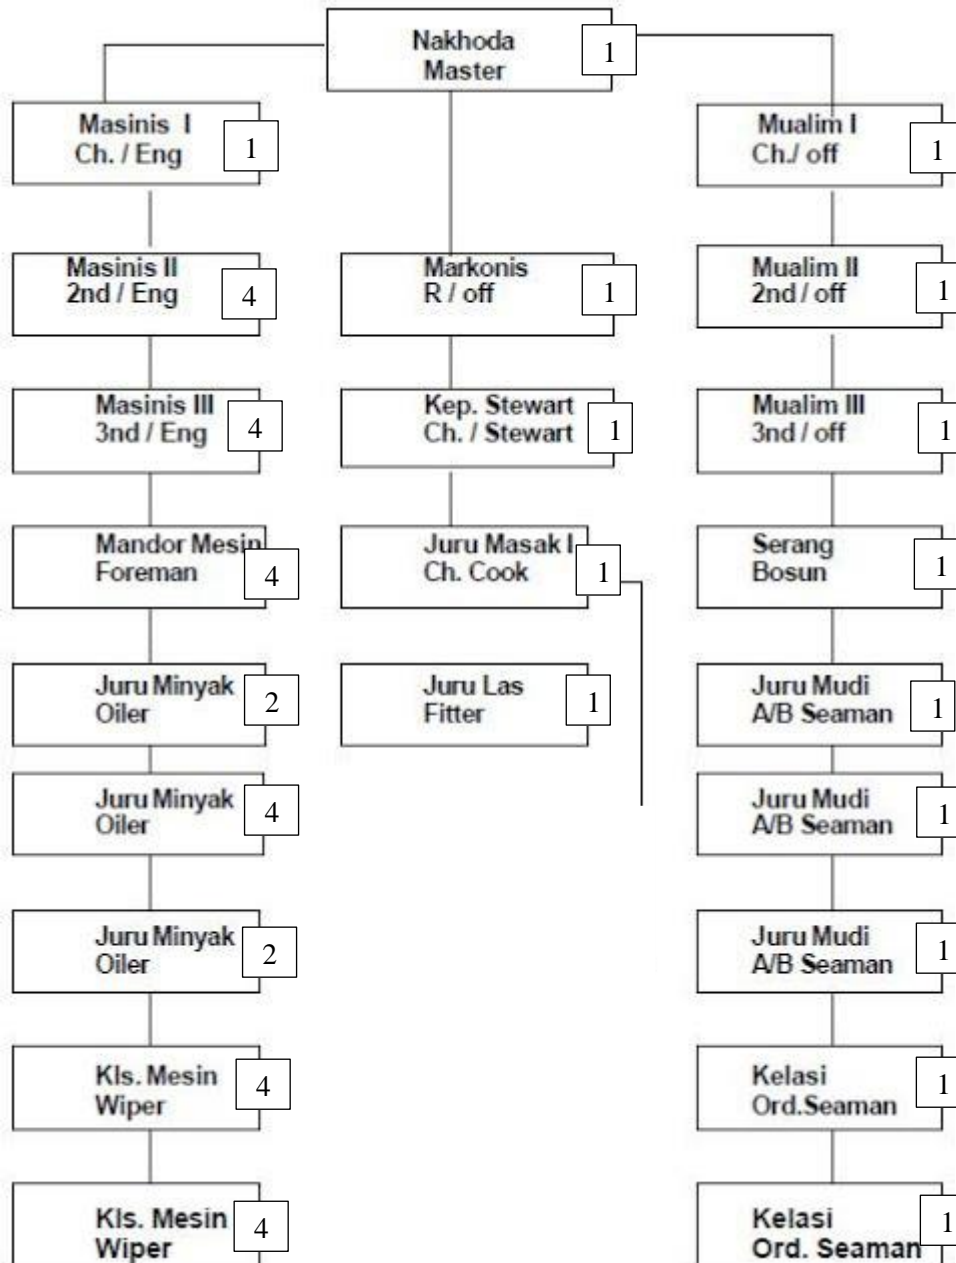 Nakhoda
Master
1
Masinis I
Ch. / Eng
1
Masinis II
2nd / Eng
4
Masinis III
3nd / Eng
4
Mandor Mesin
Foreman
4
Juru Minyak
Oiler
2
Juru Minyak
Oiler
4
Juru Minyak
Oiler
2
Kls. Mesin
Wiper
4
Kls. Mesin
Wiper
4
Markonis
R / off
1
Kep. Stewart
Ch. / Stewart
1
Juru Masak I
Ch. Cook
1
Juru Las
Fitter
1
Mualim I
Ch./ off
1
Mualim II
2nd / off
1
Mualim III
3nd / off
1
Serang
Bosun
1
Juru Mudi
A/B Seaman
1
Juru Mudi
A/B Seaman
1
Juru Mudi
A/B Seaman
1
Kelasi
Ord.Seaman
1
Kelasi
Ord. Seaman
1